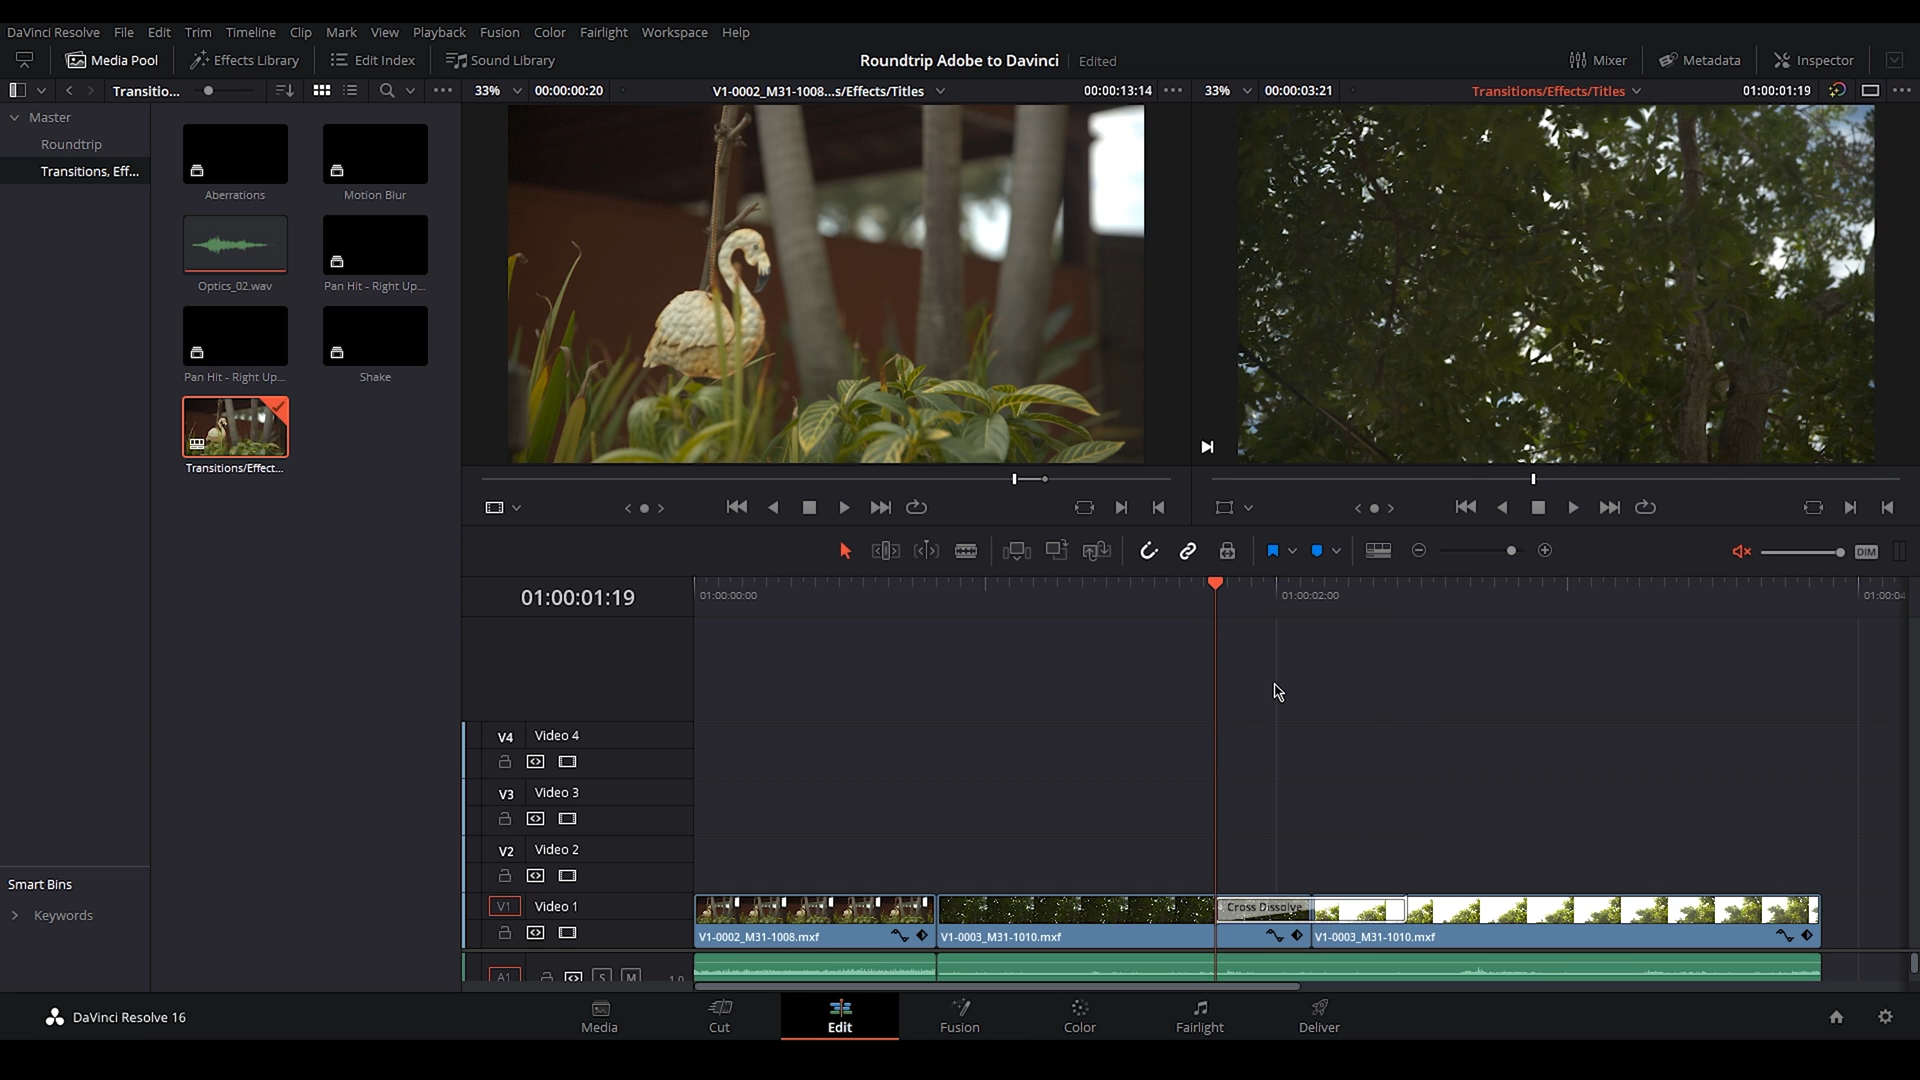 DaVinci Resolve File Edit Trim Timeline Clip Mark View Playback Fusion Color Fairlight Workspace Help
Media Pool Effects Library Edit Index Sound Library Roundtrip Adobe to Davinci Edited Mixer Metadata Inspector
Transitio... 33% 00:00:00:20 V1-0002_M31-1008...s/Effects/Titles 00:00:13:14 33% 00:00:03:21 Transitions/Effects/Titles 01:00:01:19
Master
Roundtrip
Transitions, Eff...
Aberrations Motion Blur
Optics_02.wav Pan Hit - Right Up...
Pan Hit - Right Up... Shake
Transitions/Effect...
DIM
01:00:01:19 01:00:00:00 01:00:02:00 01:00:04
V4 Video 4
V3 Video 3
V2 Video 2
Smart Bins
Keywords
V1 Video 1 Cross Dissolve
V1-0002_M31-1008.mxf V1-0003_M31-1010.mxf V1-0003_M31-1010.mxf
A1 S M 1.0
DaVinci Resolve 16 Media Cut Edit Fusion Color Fairlight Deliver